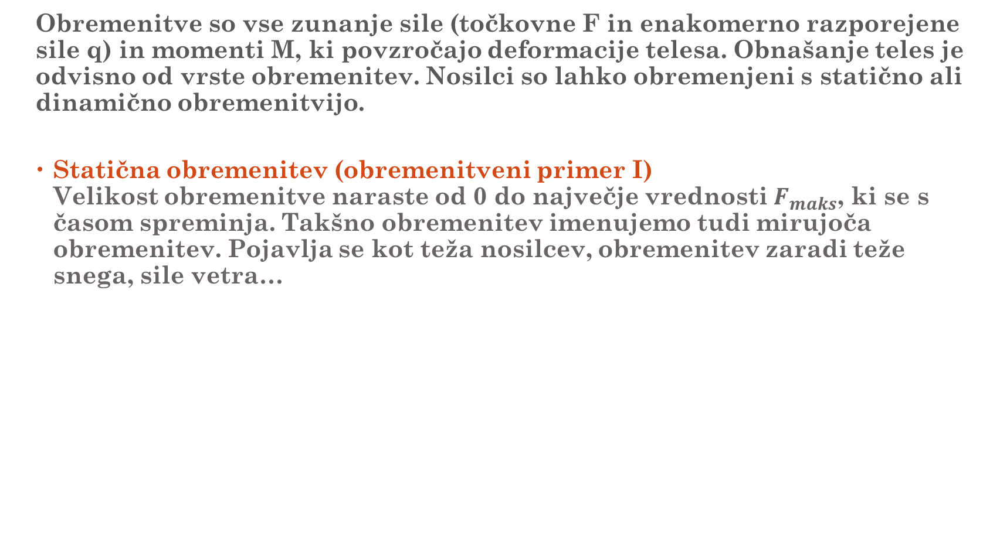 Obremenitve so vse zunanje sile (točkovne F in enakomerno razporejene
sile q) in momenti M, ki povzročajo deformacije telesa. Obnašanje teles je
odvisno od vrste obremenitev. Nosilci so lahko obremenjeni s statično ali
dinamično obremenitvijo.
• Statična obremenitev (obremenitveni primer I)
Velikost obremenitve naraste od 0 do največje vrednosti F_maks, ki se s
časom spreminja. Takšno obremenitev imenujemo tudi mirujoča
obremenitev. Pojavlja se kot teža nosilcev, obremenitev zaradi teže
snega, sile vetra…